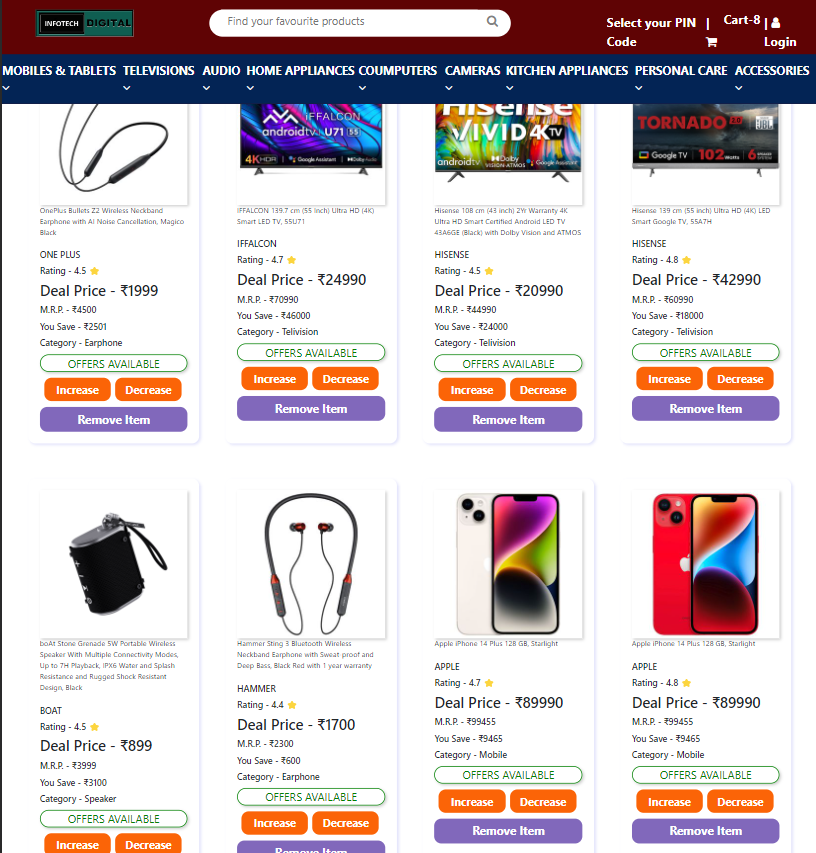 INFOTECH DIGITAL
Find your favourite products
Select your PIN Code | Cart-8 | Login
MOBILES & TABLETS TELEVISIONS AUDIO HOME APPLIANCES COUMPUTERS CAMERAS KITCHEN APPLIANCES PERSONAL CARE ACCESSORIES
OnePlus Bullets Z2 Wireless Neckband
Earphone with AI Noise Cancellation, Magico
Black
ONE PLUS
Rating - 4.5
Deal Price - ₹1999
M.R.P. - ₹4500
You Save - ₹2501
Category - Earphone
OFFERS AVAILABLE
Increase Decrease
Remove Item
IFFALCON
androidtv U71 55
4K HDR Google Assistant Dolby Audio
IFFALCON 139.7 cm (55 inch) Ultra HD (4K)
Smart LED TV, 55U71
IFFALCON
Rating - 4.7
Deal Price - ₹24990
M.R.P. - ₹70990
You Save - ₹46000
Category - Telivision
OFFERS AVAILABLE
Increase Decrease
Remove Item
Hisense
VIVID 4K TV
androidtv Dolby VISION·ATMOS Google Assistant
Hisense 108 cm (43 inch) 2Yr Warranty 4K
Ultra HD Smart Certified Android LED TV
43A6GE (Black) with Dolby Vision and ATMOS
HISENSE
Rating - 4.5
Deal Price - ₹20990
M.R.P. - ₹44990
You Save - ₹24000
Category - Telivision
OFFERS AVAILABLE
Increase Decrease
Remove Item
TORNADO 2.0 JBL
Google TV 102 Watts 6 SPEAKER SYSTEM
Hisense 139 cm (55 inch) Ultra HD (4K) LED
Smart Google TV, 55A7H
HISENSE
Rating - 4.8
Deal Price - ₹42990
M.R.P. - ₹60990
You Save - ₹18000
Category - Telivision
OFFERS AVAILABLE
Increase Decrease
Remove Item
boAt Stone Grenade 5W Portable Wireless
Speaker With Multiple Connectivity Modes,
Up to 7H Playback, IPX6 Water and Splash
Resistance and Rugged Shock Resistant
Design, Black
BOAT
Rating - 4.5
Deal Price - ₹899
M.R.P. - ₹3999
You Save - ₹3100
Category - Speaker
OFFERS AVAILABLE
Increase Decrease
Hammer Sting 3 Bluetooth Wireless
Neckband Earphone with Sweat-proof and
Deep Bass, Black Red with 1 year warranty
HAMMER
Rating - 4.4
Deal Price - ₹1700
M.R.P. - ₹2300
You Save - ₹600
Category - Earphone
OFFERS AVAILABLE
Increase Decrease
Remove Item
Apple iPhone 14 Plus 128 GB, Starlight
APPLE
Rating - 4.7
Deal Price - ₹89990
M.R.P. - ₹99455
You Save - ₹9465
Category - Mobile
OFFERS AVAILABLE
Increase Decrease
Remove Item
Apple iPhone 14 Plus 128 GB, Starlight
APPLE
Rating - 4.8
Deal Price - ₹89990
M.R.P. - ₹99455
You Save - ₹9465
Category - Mobile
OFFERS AVAILABLE
Increase Decrease
Remove Item